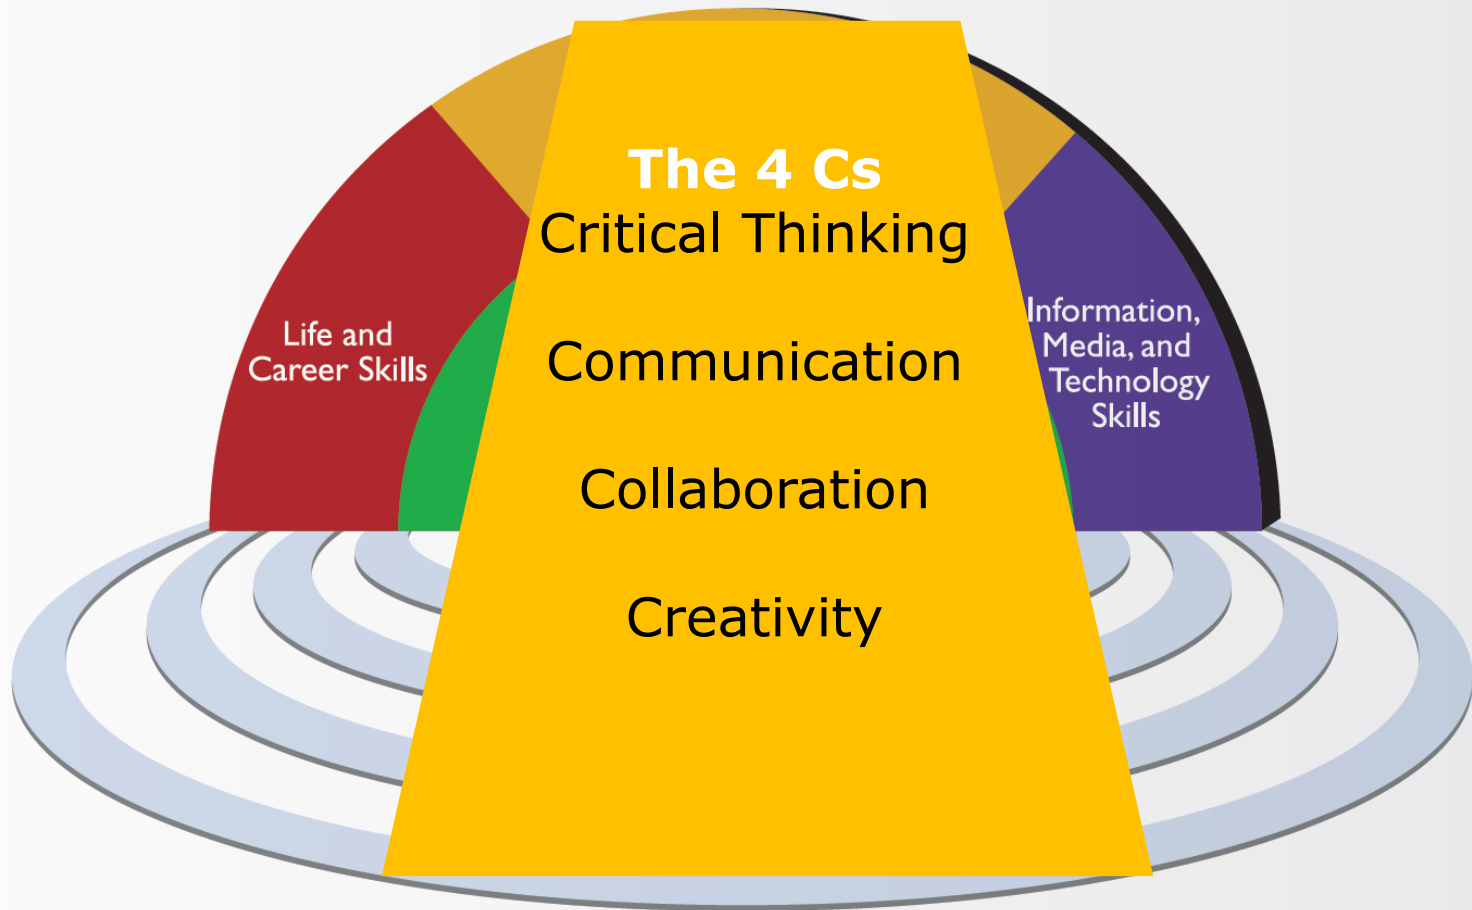 The 4 Cs
Critical Thinking
Communication
Collaboration
Creativity
Life and
Career Skills
Information,
Media, and
Technology
Skills